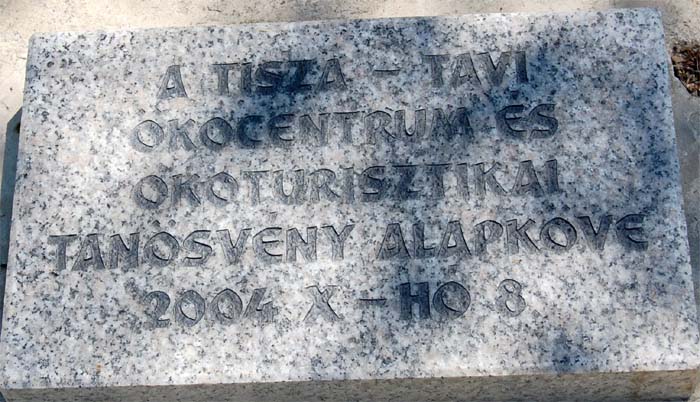 A TISZA – TAVI
ÖKOCENTRUM ÉS
ÖKOTURISZTIKAI
TANÖSVÉNY ALAPKÖVE
2004 X – HÓ 8.